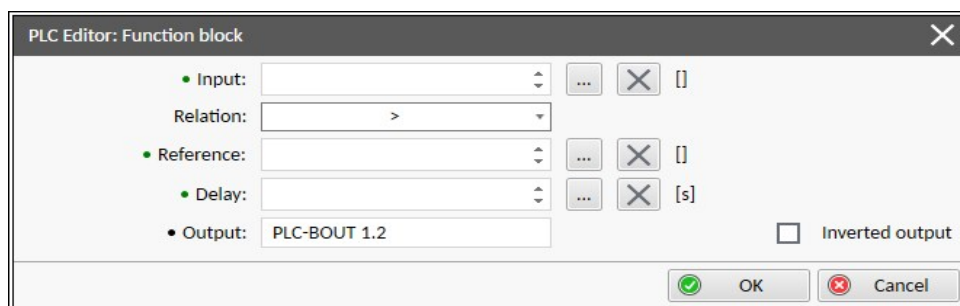 PLC Editor: Function block
• Input: ... []
Relation: >
• Reference: ... []
• Delay: ... [s]
• Output: PLC-BOUT 1.2 Inverted output
OK Cancel